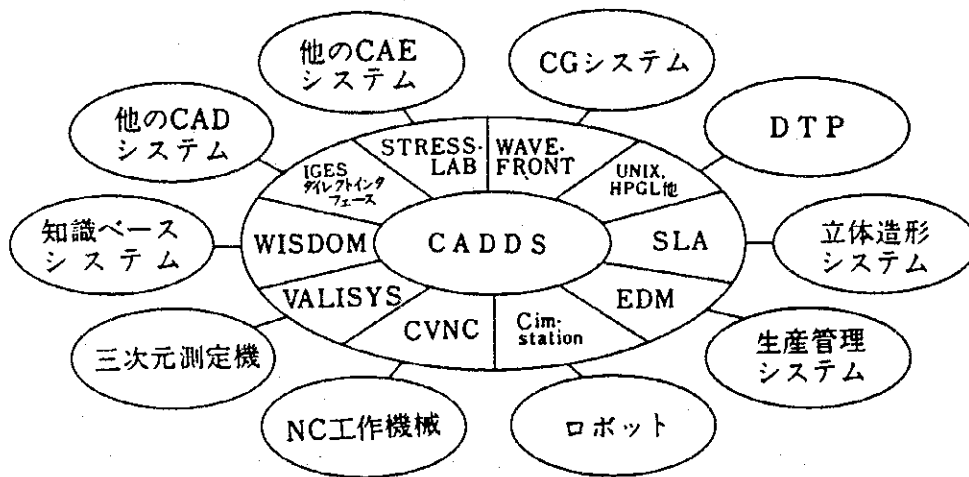 他のCAE
システム
CGシステム
他のCAD
システム
DTP
STRESS-
LAB
WAVE-
FRONT
IGES
ダイレクトインタ
フェース
UNIX,
HPGL他
知識ベース
システム
WISDOM
CADDS
SLA
立体造形
システム
VALISYS
EDM
CVNC
Cim-
station
三次元測定機
生産管理
システム
NC工作機械
ロボット